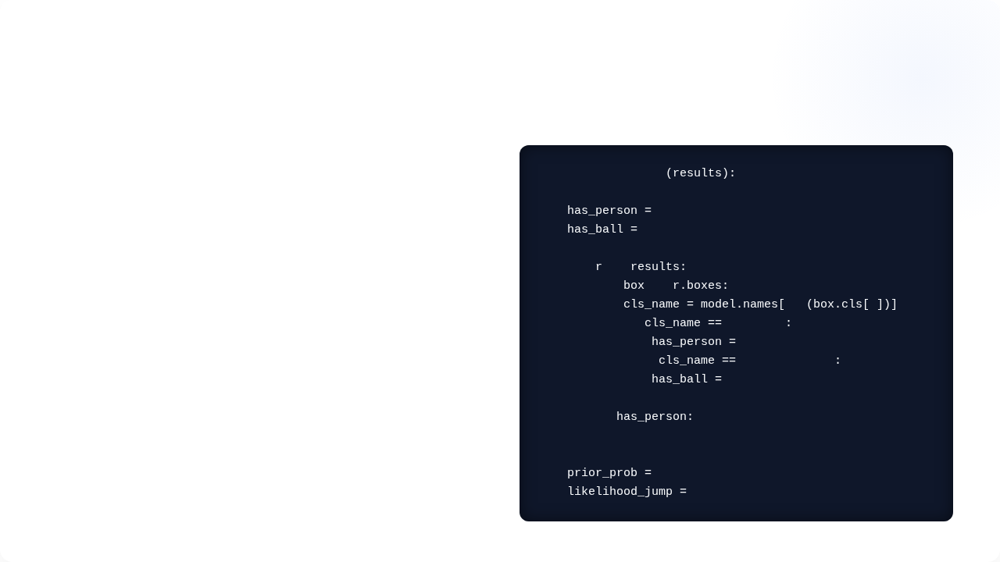 (results):
has_person =
has_ball =
r results:
box r.boxes:
cls_name = model.names[ (box.cls[ ])]
cls_name == :
has_person =
cls_name == :
has_ball =
has_person:
prior_prob =
likelihood_jump =